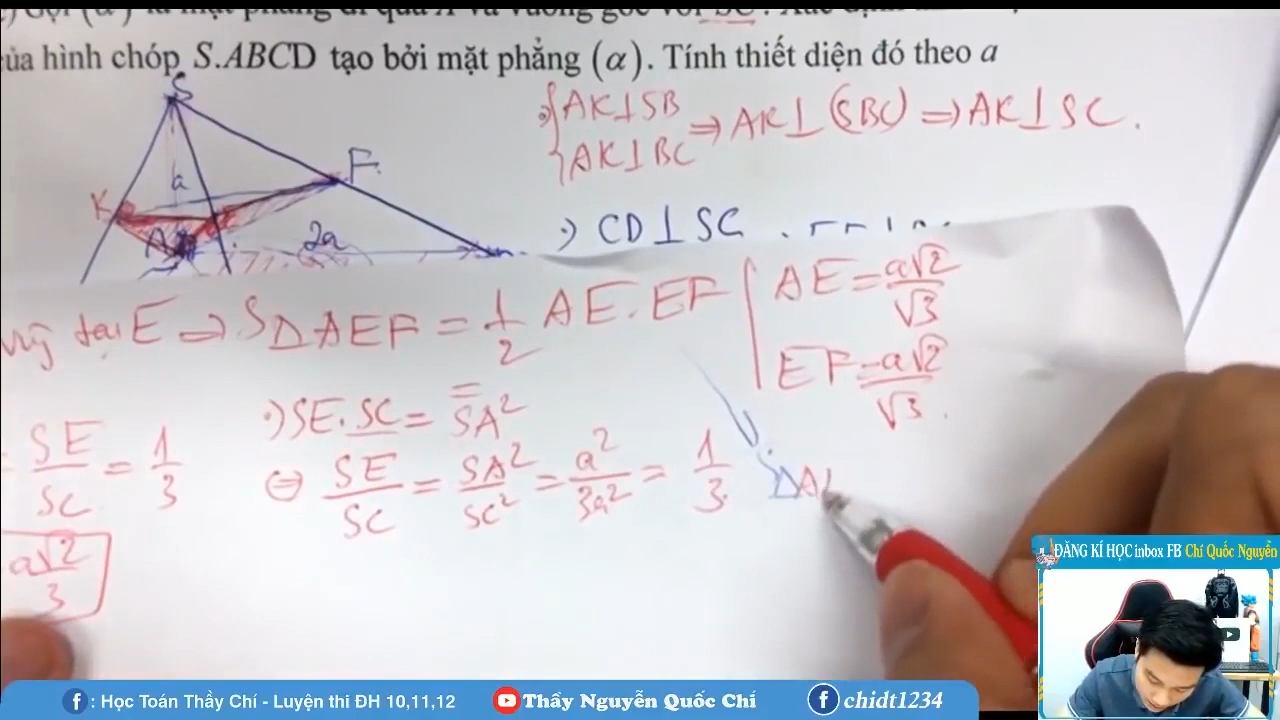 của hình chóp S.ABCD tạo bởi mặt phẳng (α). Tính thiết diện đó theo a
S
AK⊥SB
AK⊥BC
⇒ AK⊥(SBC) ⇒ AK⊥SC.
F
K
a
A
2a
·) CD⊥SC
tại E ⇒ SΔAEF = 1/2 AE.EF
AE = a√2/√3
EF = a√2/√3.
SE/SC = 1/3
·) SE.SC = SA²
⇔ SE/SC = SA²/SC² = a²/3a² = 1/3
SΔA
a√2/3
ĐĂNG KÍ HỌC inbox FB Chí Quốc Nguyễn
f : Học Toán Thầy Chí - Luyện thi ĐH 10,11,12
Thầy Nguyễn Quốc Chí
f chidt1234